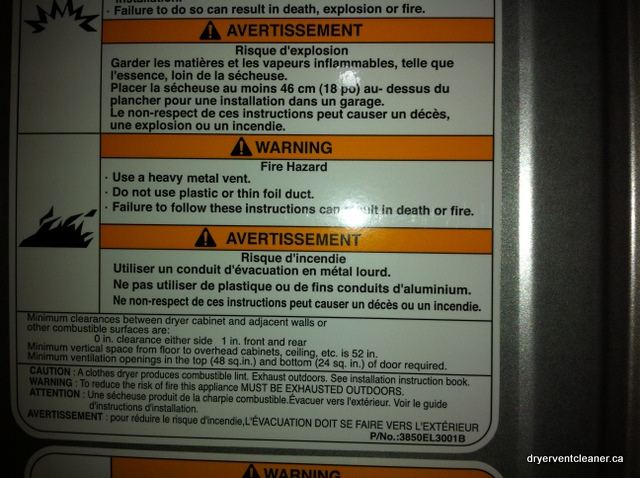 · Failure to do so can result in death, explosion or fire.
AVERTISSEMENT
Risque d'explosion
Garder les matières et les vapeurs inflammables, telle que
l'essence, loin de la sécheuse.
Placer la sécheuse au moins 46 cm (18 po) au- dessus du
plancher pour une installation dans un garage.
Le non-respect de ces instructions peut causer un décès,
une explosion ou un incendie.
WARNING
Fire Hazard
· Use a heavy metal vent.
· Do not use plastic or thin foil duct.
· Failure to follow these instructions can result in death or fire.
AVERTISSEMENT
Risque d'incendie
Utiliser un conduit d'évacuation en métal lourd.
Ne pas utiliser de plastique ou de fins conduits d'aluminium.
Ne non-respect de ces instructions peut causer un décès ou un incendie.
Minimum clearances between dryer cabinet and adjacent walls or
other combustible surfaces are:
0 in. clearance either side 1 in. front and rear
Minimum vertical space from floor to overhead cabinets, ceiling, etc. is 52 in.
Minimum ventilation openings in the top (48 sq.in.) and bottom (24 sq. in.) of door required.
CAUTION : A clothes dryer produces combustible lint. Exhaust outdoors. See installation instruction book.
WARNING : To reduce the risk of fire this appliance MUST BE EXHAUSTED OUTDOORS.
ATTENTION : Une sécheuse produit de la charpie combustible.Évacuer vers l'extérieur. Voir le guide
d'instructions d'installation.
AVERTISSEMENT : pour réduire le risque d'incendie,L'ÉVACUATION DOIT SE FAIRE VERS L'EXTÉRIEUR
P/No.:3850EL3001B
WARNING
dryerventcleaner.ca